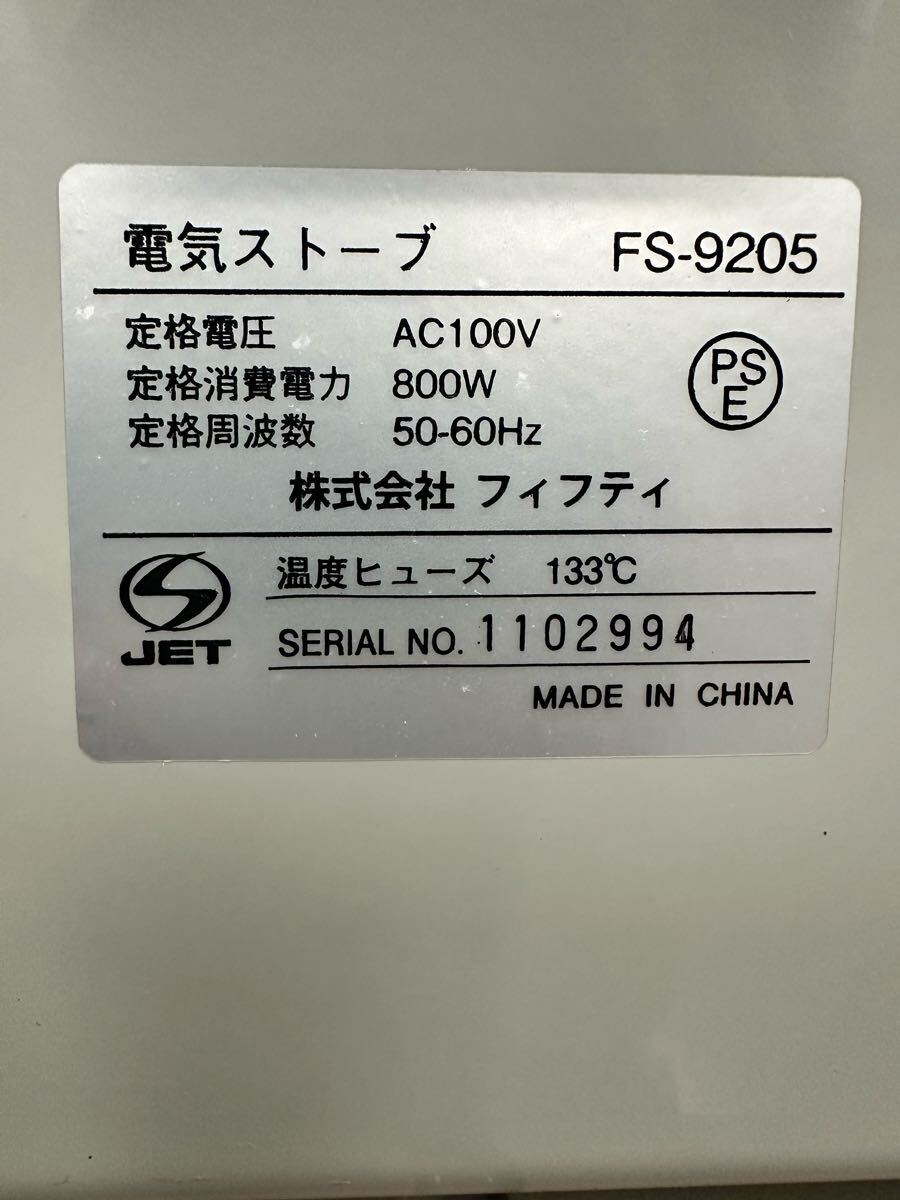 電気ストーブ FS-9205
定格電圧 AC100V
定格消費電力 800W
定格周波数 50-60Hz
PS
E
株式会社 フィフティ
JET
温度ヒューズ 133℃
SERIAL NO. 1102994
MADE IN CHINA